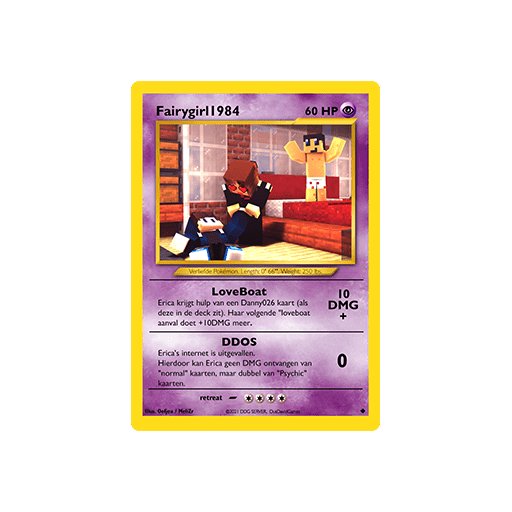 Fairygirl1984 60 HP
Verliefde Pokémon. Length: 0' 66". Weight: 250 lbs.
LoveBoat
Erica krijgt hulp van een Danny026 kaart (als
deze in de deck zit). Haar volgende "loveboat
aanval doet +10DMG meer.
10
DMG
+
DDOS
Erica's internet is uitgevallen.
Hierdoor kan Erica geen DMG ontvangen van
"normal" kaarten, maar dubbel van "Psychic"
kaarten.
0
retreat -
Illus.
©2021 DOG SERVER,